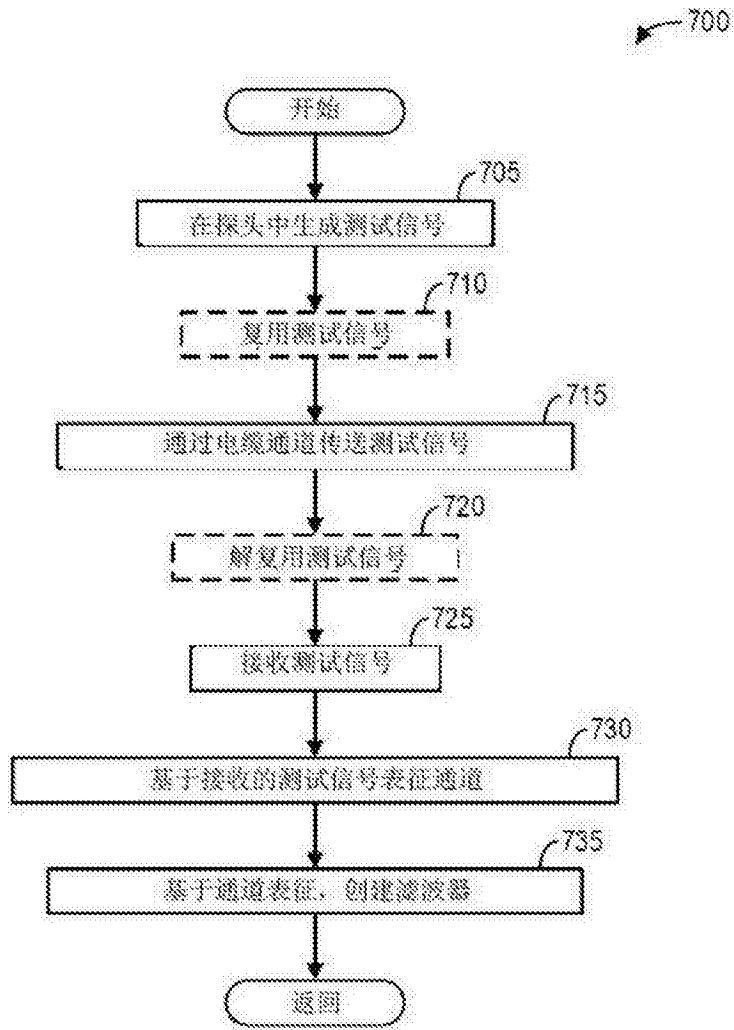 700
开始
705
在探头中生成测试信号
710
复用测试信号
715
通过电缆通道传递测试信号
720
解复用测试信号
725
接收测试信号
730
基于接收的测试信号表征通道
735
基于通道表征，创建滤波器
返回